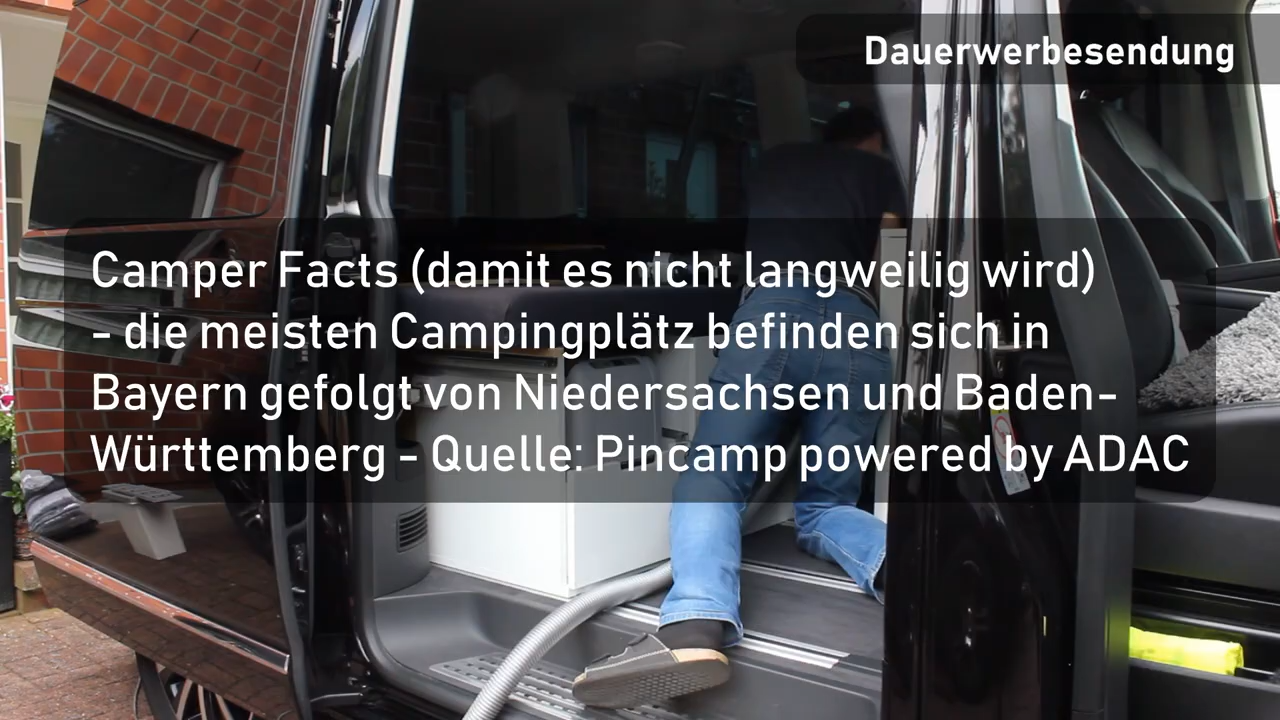 Dauerwerbesendung
Camper Facts (damit es nicht langweilig wird)
- die meisten Campingplätz befinden sich in
Bayern gefolgt von Niedersachsen und Baden-
Württemberg - Quelle: Pincamp powered by ADAC